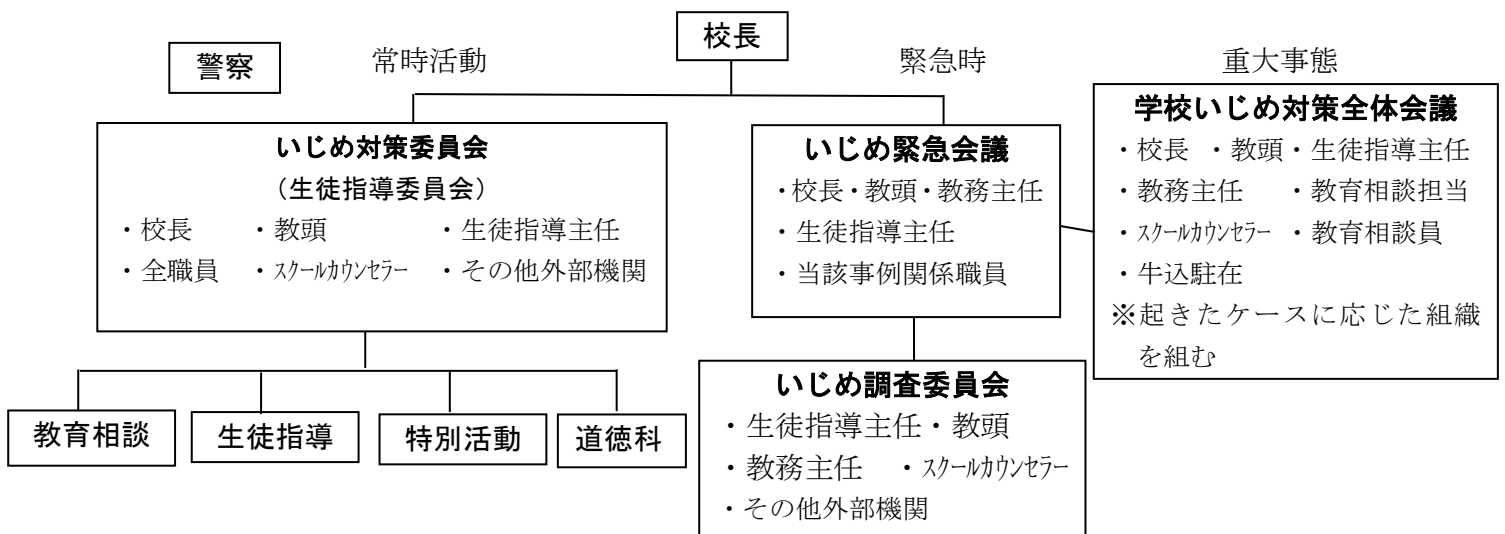 校長
警察
常時活動
緊急時
重大事態
いじめ対策委員会
(生徒指導委員会)
・校長 ・教頭 ・生徒指導主任
・全職員 ・スクールカウンセラー ・その他外部機関
教育相談
生徒指導
特別活動
道徳科
いじめ緊急会議
・校長・教頭・教務主任
・生徒指導主任
・当該事例関係職員
いじめ調査委員会
・生徒指導主任・教頭
・教務主任 ・スクールカウンセラー
・その他外部機関
学校いじめ対策全体会議
・校長 ・教頭・生徒指導主任
・教務主任 ・教育相談担当
・スクールカウンセラー ・教育相談員
・牛込駐在
※起きたケースに応じた組織
を組む